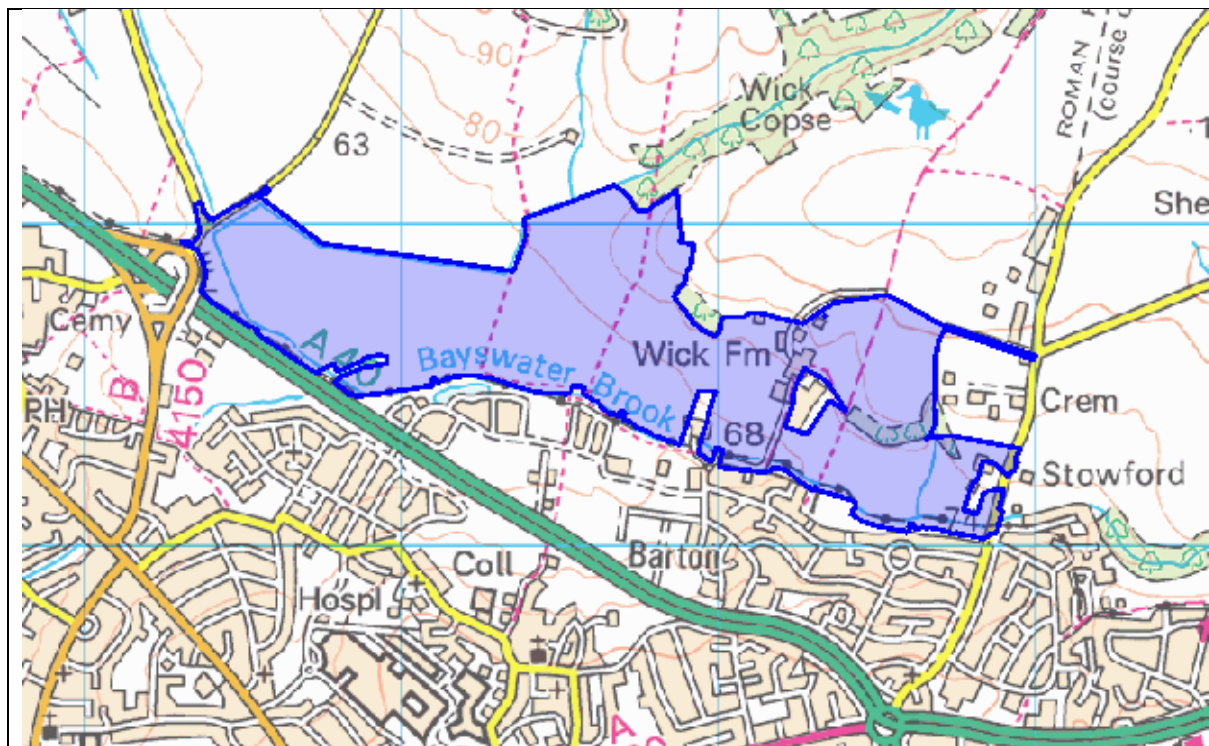 90
80
63
Wick
Copse
ROMAN
(course
She
Cemy
A40
Bayswater Brook
Wick Fm
Crem
68
PH
B
4150
Stowford
74
Coll
Barton
Hospl
A